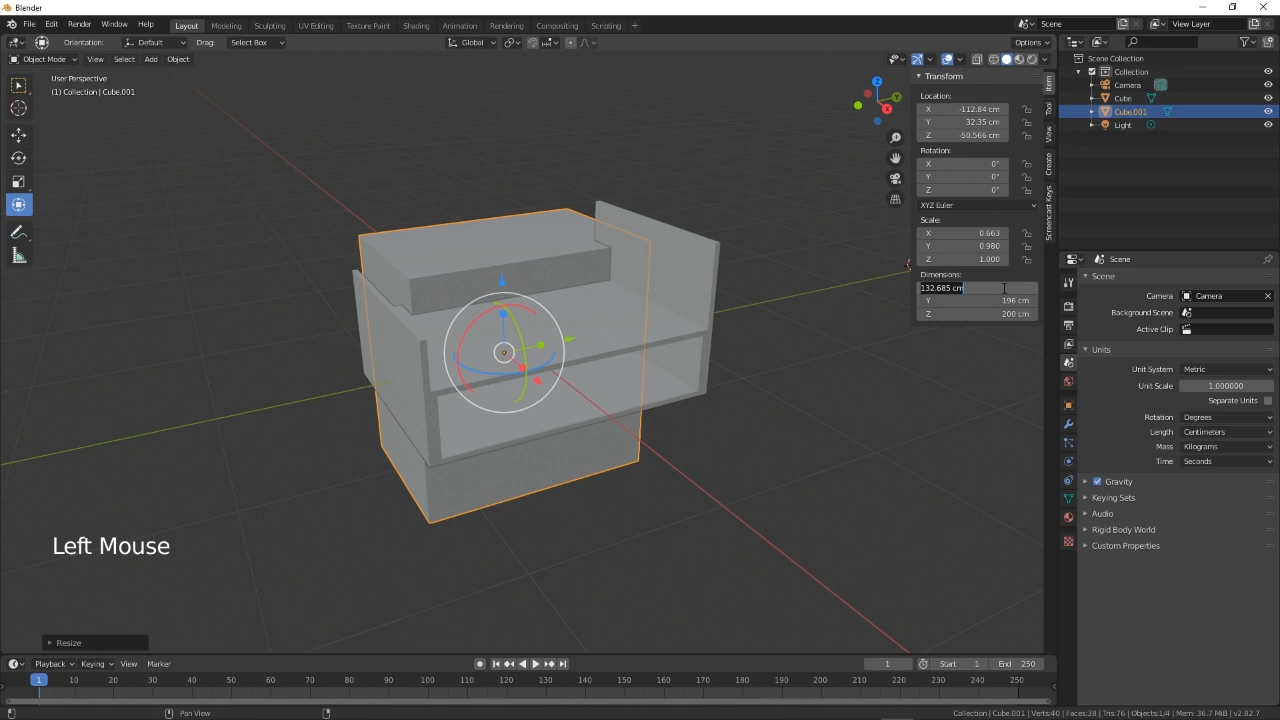 Blender
File Edit Render Window Help Layout Modeling Sculpting UV Editing Texture Paint Shading Animation Rendering Compositing Scripting + Scene View Layer
Orientation: Default Drag: Select Box Global Options
Object Mode View Select Add Object
User Perspective
(1) Collection | Cube.001
Z
Y
X
Transform
Location:
X -112.84 cm
Y 32.35 cm
Z -50.566 cm
Rotation:
X 0°
Y 0°
Z 0°
XYZ Euler
Scale:
X 0.663
Y 0.980
Z 1.000
Dimensions:
132.685 cm
Y 196 cm
Z 200 cm
Item
Tool
View
Create
Screencast Keys
Scene Collection
Collection
Camera
Cube
Cube.001
Light
Scene
Scene
Camera Camera
Background Scene
Active Clip
Units
Unit System Metric
Unit Scale 1.000000
Separate Units
Rotation Degrees
Length Centimeters
Mass Kilograms
Time Seconds
Gravity
Keying Sets
Audio
Rigid Body World
Custom Properties
Left Mouse
Resize
Playback Keying View Marker 1 Start 1 End 250
1 10 20 30 40 50 60 70 80 90 100 110 120 130 140 150 160 170 180 190 200 210 220 230 240 250
Pan View Collection | Cube.001 | Verts:40 | Faces:38 | Tris:76 | Objects:1/4 | Mem: 36.7 MiB | v2.82.7